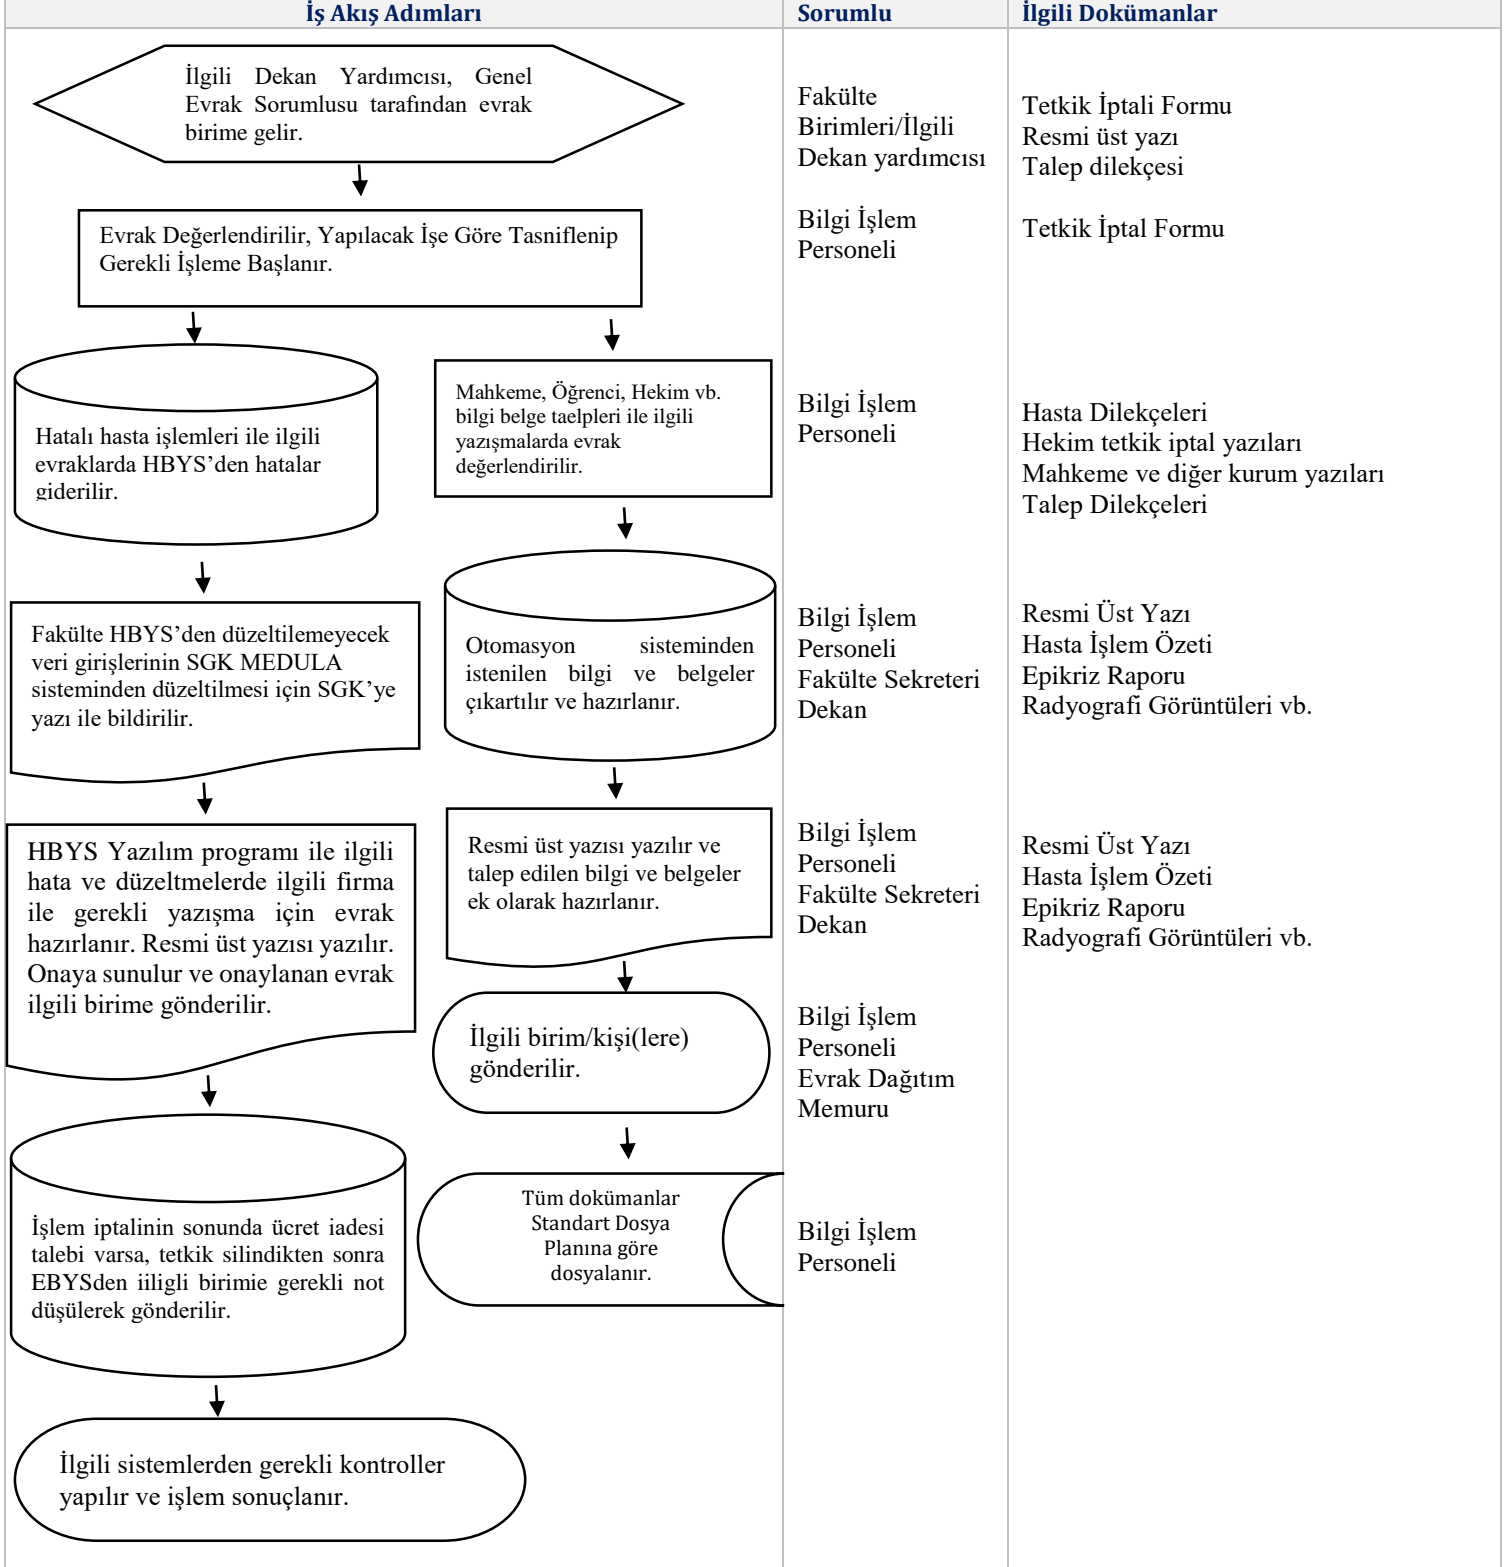 İş Akış Adımları
Sorumlu
İlgili Dokümanlar
İlgili Dekan Yardımcısı, Genel
Evrak Sorumlusu tarafından evrak
birime gelir.
Fakülte
Birimleri/İlgili
Dekan yardımcısı
Tetkik İptali Formu
Resmi üst yazı
Talep dilekçesi
Evrak Değerlendirilir, Yapılacak İşe Göre Tasniflenip
Gerekli İşleme Başlanır.
Bilgi İşlem
Personeli
Tetkik İptal Formu
Hatalı hasta işlemleri ile ilgili
evraklarda HBYS’den hatalar
giderilir.
Mahkeme, Öğrenci, Hekim vb.
bilgi belge taelpleri ile ilgili
yazışmalarda evrak
değerlendirilir.
Bilgi İşlem
Personeli
Hasta Dilekçeleri
Hekim tetkik iptal yazıları
Mahkeme ve diğer kurum yazıları
Talep Dilekçeleri
Fakülte HBYS’den düzeltilemeyecek
veri girişlerinin SGK MEDULA
sisteminden düzeltilmesi için SGK’ye
yazı ile bildirilir.
Otomasyon sisteminden
istenilen bilgi ve belgeler
çıkartılır ve hazırlanır.
Bilgi İşlem
Personeli
Fakülte Sekreteri
Dekan
Resmi Üst Yazı
Hasta İşlem Özeti
Epikriz Raporu
Radyografi Görüntüleri vb.
HBYS Yazılım programı ile ilgili
hata ve düzeltmelerde ilgili firma
ile gerekli yazışma için evrak
hazırlanır. Resmi üst yazısı yazılır.
Onaya sunulur ve onaylanan evrak
ilgili birime gönderilir.
Resmi üst yazısı yazılır ve
talep edilen bilgi ve belgeler
ek olarak hazırlanır.
Bilgi İşlem
Personeli
Fakülte Sekreteri
Dekan
Resmi Üst Yazı
Hasta İşlem Özeti
Epikriz Raporu
Radyografi Görüntüleri vb.
İlgili birim/kişi(lere)
gönderilir.
Bilgi İşlem
Personeli
Evrak Dağıtım
Memuru
İşlem iptalinin sonunda ücret iadesi
talebi varsa, tetkik silindikten sonra
EBYSden iiligli birimie gerekli not
düşülerek gönderilir.
Tüm dokümanlar
Standart Dosya
Planına göre
dosyalanır.
Bilgi İşlem
Personeli
İlgili sistemlerden gerekli kontroller
yapılır ve işlem sonuçlanır.